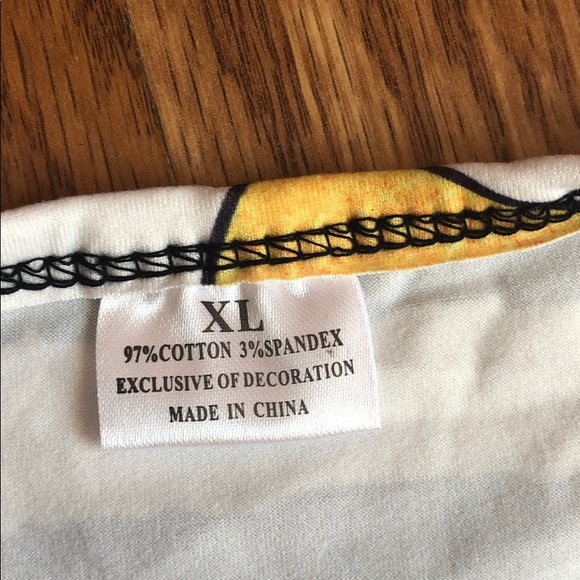 XL
97%COTTON 3%SPANDEX
EXCLUSIVE OF DECORATION
MADE IN CHINA